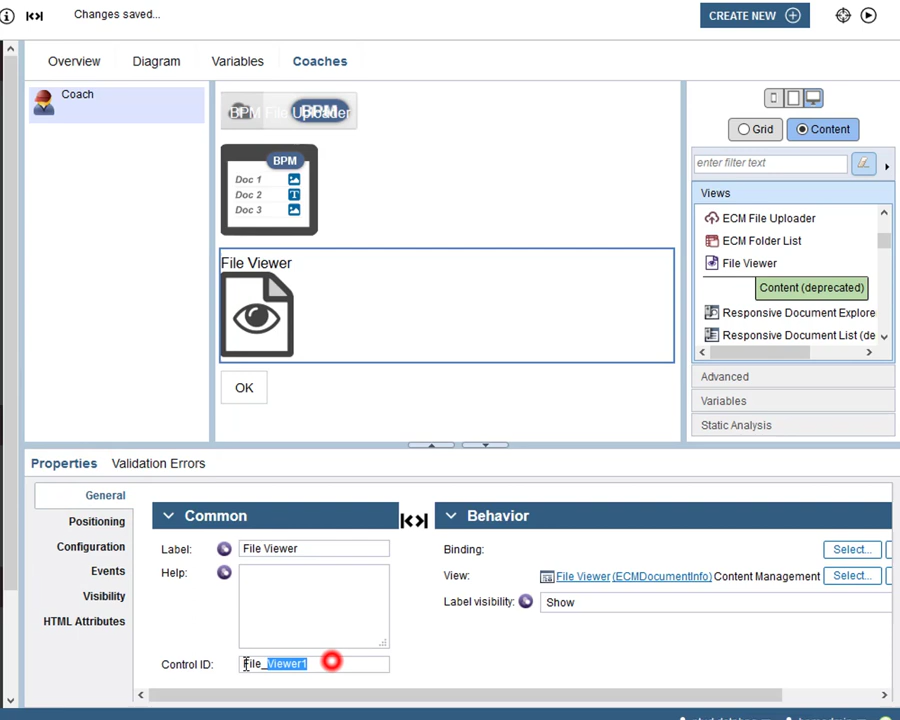 Changes saved...
CREATE NEW
Overview
Diagram
Variables
Coaches
Coach
BPM File Uploader
BPM
BPM
Doc 1
Doc 2
Doc 3
File Viewer
OK
Grid
Content
enter filter text
Views
ECM File Uploader
ECM Folder List
File Viewer
Content (deprecated)
Responsive Document Explore
Responsive Document List (de
Advanced
Variables
Static Analysis
Properties
Validation Errors
General
Positioning
Configuration
Events
Visibility
HTML Attributes
Common
Label:
File Viewer
Help:
Control ID:
File_Viewer1
Behavior
Binding:
Select...
View:
File Viewer (ECMDocumentInfo) Content Management
Select...
Label visibility:
Show